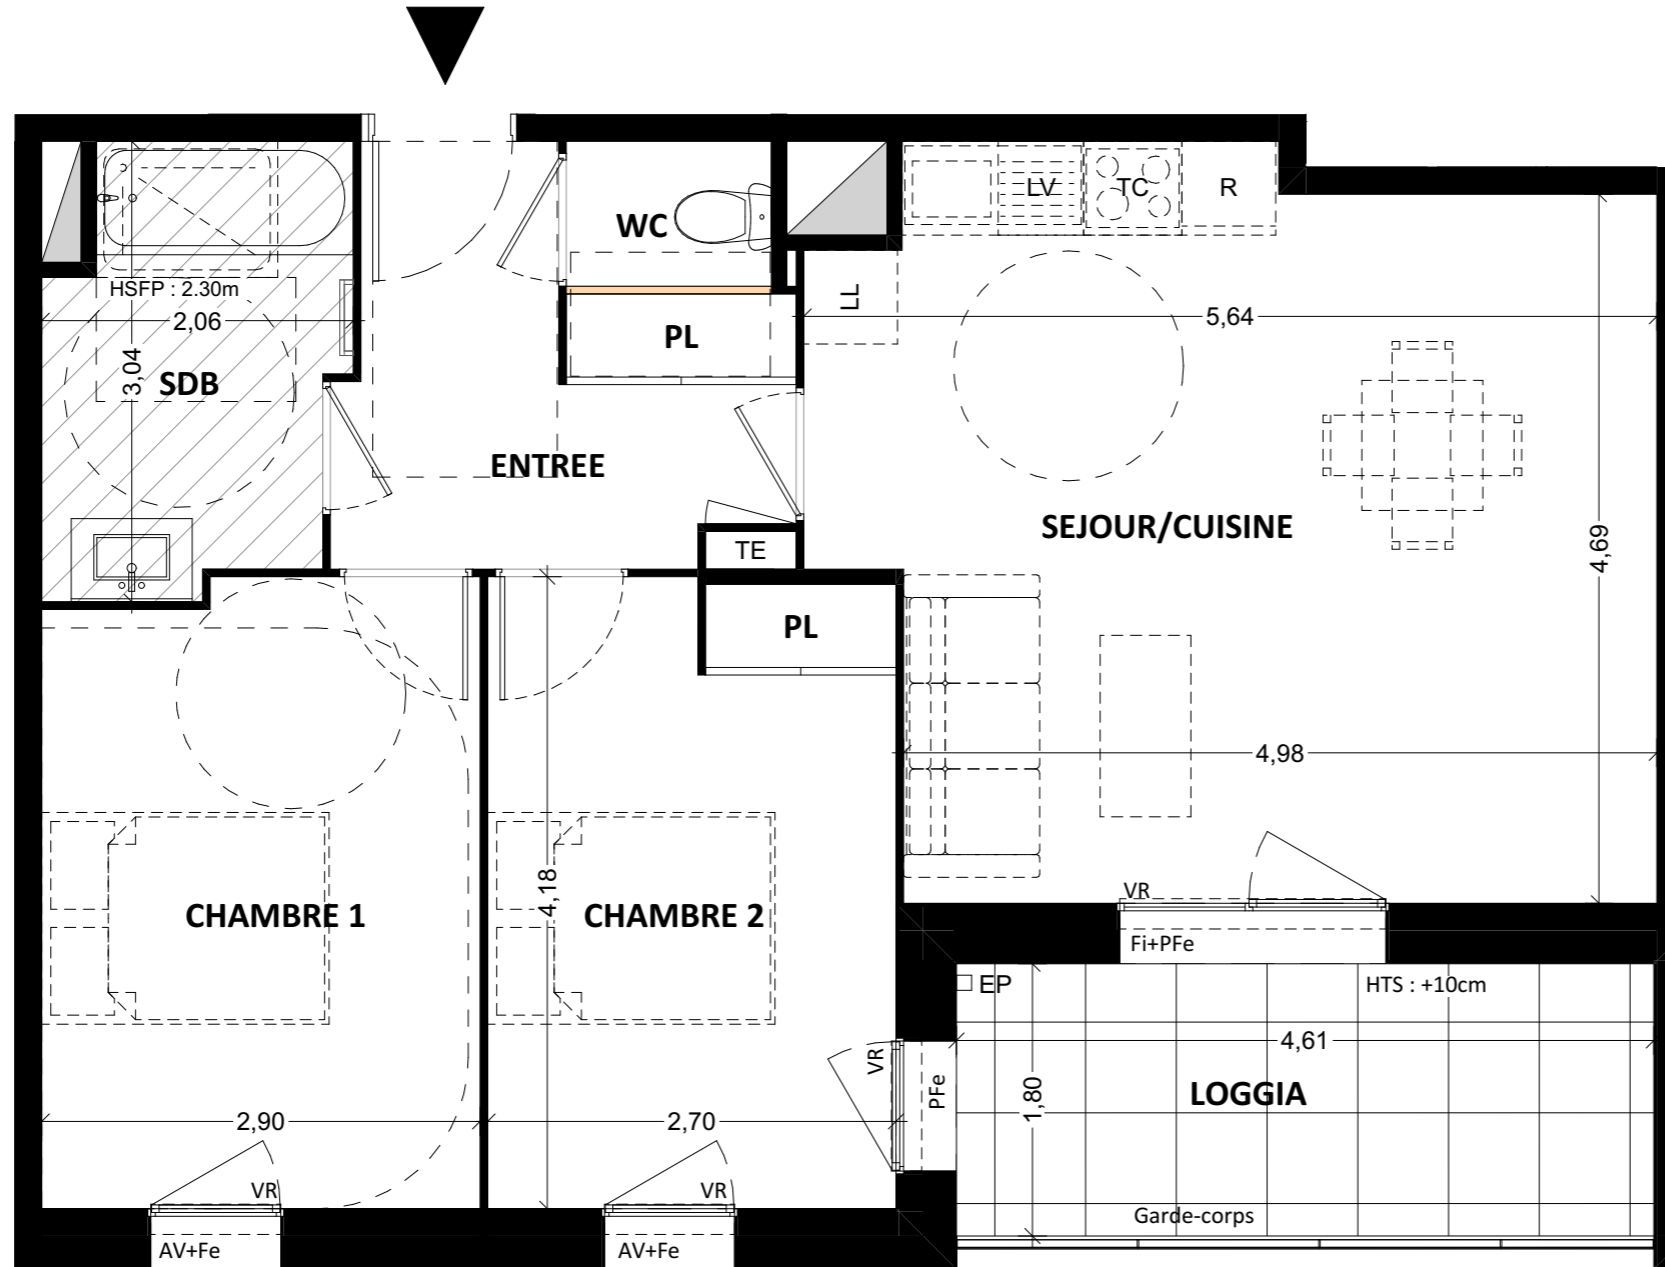 WC
LV
TC
R
HSFP : 2.30m
2,06
3,04
SDB
PL
LL
5,64
ENTREE
TE
SEJOUR/CUISINE
4,69
PL
4,98
CHAMBRE 1
4,18
CHAMBRE 2
VR
Fi+PFe
EP
HTS : +10cm
4,61
VR
PFe
1,80
LOGGIA
2,90
2,70
VR
VR
Garde-corps
AV+Fe
AV+Fe